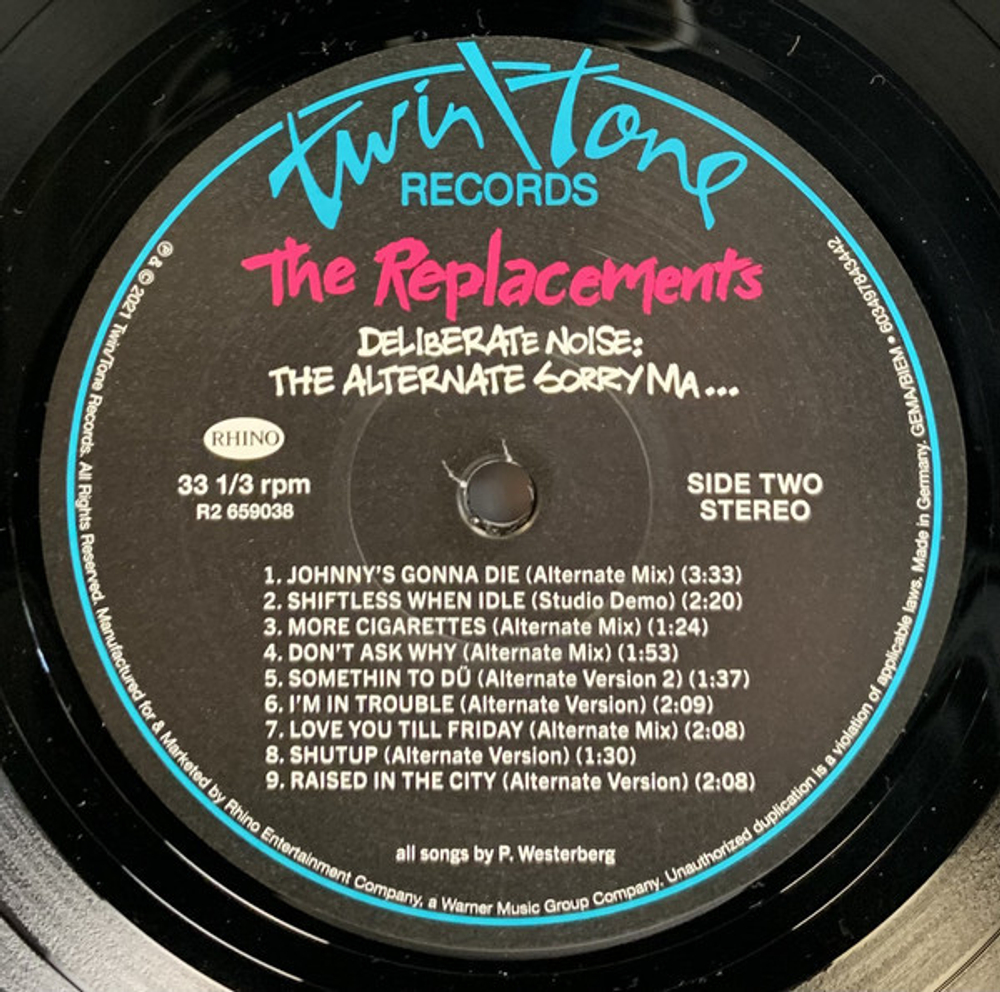 twin\tone
RECORDS
The Replacements
DELIBERATE NOISE:
THE ALTERNATE SORRY MA...
RHINO
33 1/3 rpm
R2 659038
SIDE TWO
STEREO
1. JOHNNY'S GONNA DIE (Alternate Mix) (3:33)
2. SHIFTLESS WHEN IDLE (Studio Demo) (2:20)
3. MORE CIGARETTES (Alternate Mix) (1:24)
4. DON'T ASK WHY (Alternate Mix) (1:53)
5. SOMETHIN TO DÜ (Alternate Version 2) (1:37)
6. I'M IN TROUBLE (Alternate Version) (2:09)
7. LOVE YOU TILL FRIDAY (Alternate Mix) (2:08)
8. SHUTUP (Alternate Version) (1:30)
9. RAISED IN THE CITY (Alternate Version) (2:08)
all songs by P. Westerberg
℗ & © 2021 Twin/Tone Records. All Rights Reserved. Manufactured for & Marketed by Rhino Entertainment Company, a Warner Music Group Company. Unauthorized duplication is a violation of applicable laws. Made in Germany. GEMA/BIEM • 603497843442